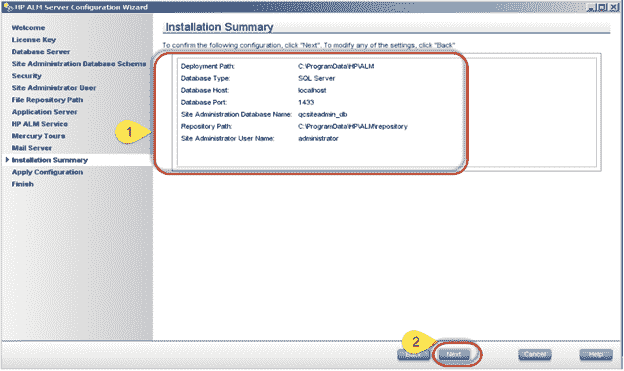 HP ALM Server Configuration Wizard
Welcome
License Key
Database Server
Site Administration Database Schema
Security
Site Administrator User
File Repository Path
Application Server
HP ALM Service
Mercury Tours
Mail Server
Installation Summary
Apply Configuration
Finish
Installation Summary
To confirm the following configuration, click "Next". To modify any of the settings, click "Back"
Deployment Path: C:\ProgramData\HP\ALM
Database Type: SQL Server
Database Host: localhost
Database Port: 1433
Site Administration Database Name: qcsiteadmin_db
Repository Path: C:\ProgramData\HP\ALM\repository
Site Administrator User Name: administrator
1
2
Next
Cancel
Help